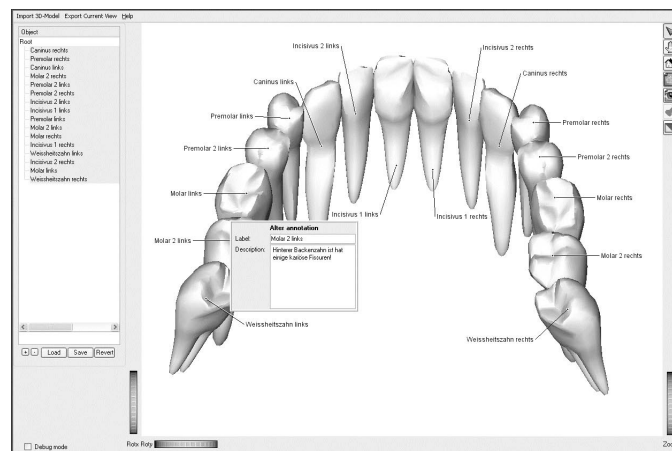 Import 3D-Model Export Current View Help
Object
Root
Caninus rechts
Premolar rechts
Caninus links
Molar 2 rechts
Premolar 2 links
Premolar 2 rechts
Incisivus 2 links
Incisivus 1 links
Premolar links
Molar 2 links
Molar rechts
Incisivus 1 rechts
Weissheitszahn links
Incisivus 2 rechts
Molar links
Weissheitszahn rechts
+ - Load Save Revert
Debug mode
Incisivus 2 links
Incisivus 2 rechts
Caninus links
Caninus rechts
Premolar links
Premolar rechts
Premolar 2 links
Premolar 2 rechts
Molar links
Molar rechts
Incisivus 1 links
Incisivus 1 rechts
Molar 2 links
Molar 2 rechts
Alter annotation
Label: Molar 2 links
Description: Hinterer Backenzahn ist hat
einige kariöse Fissuren!
Weissheitszahn links
Weissheitszahn rechts
Rotx Roty
Zoo